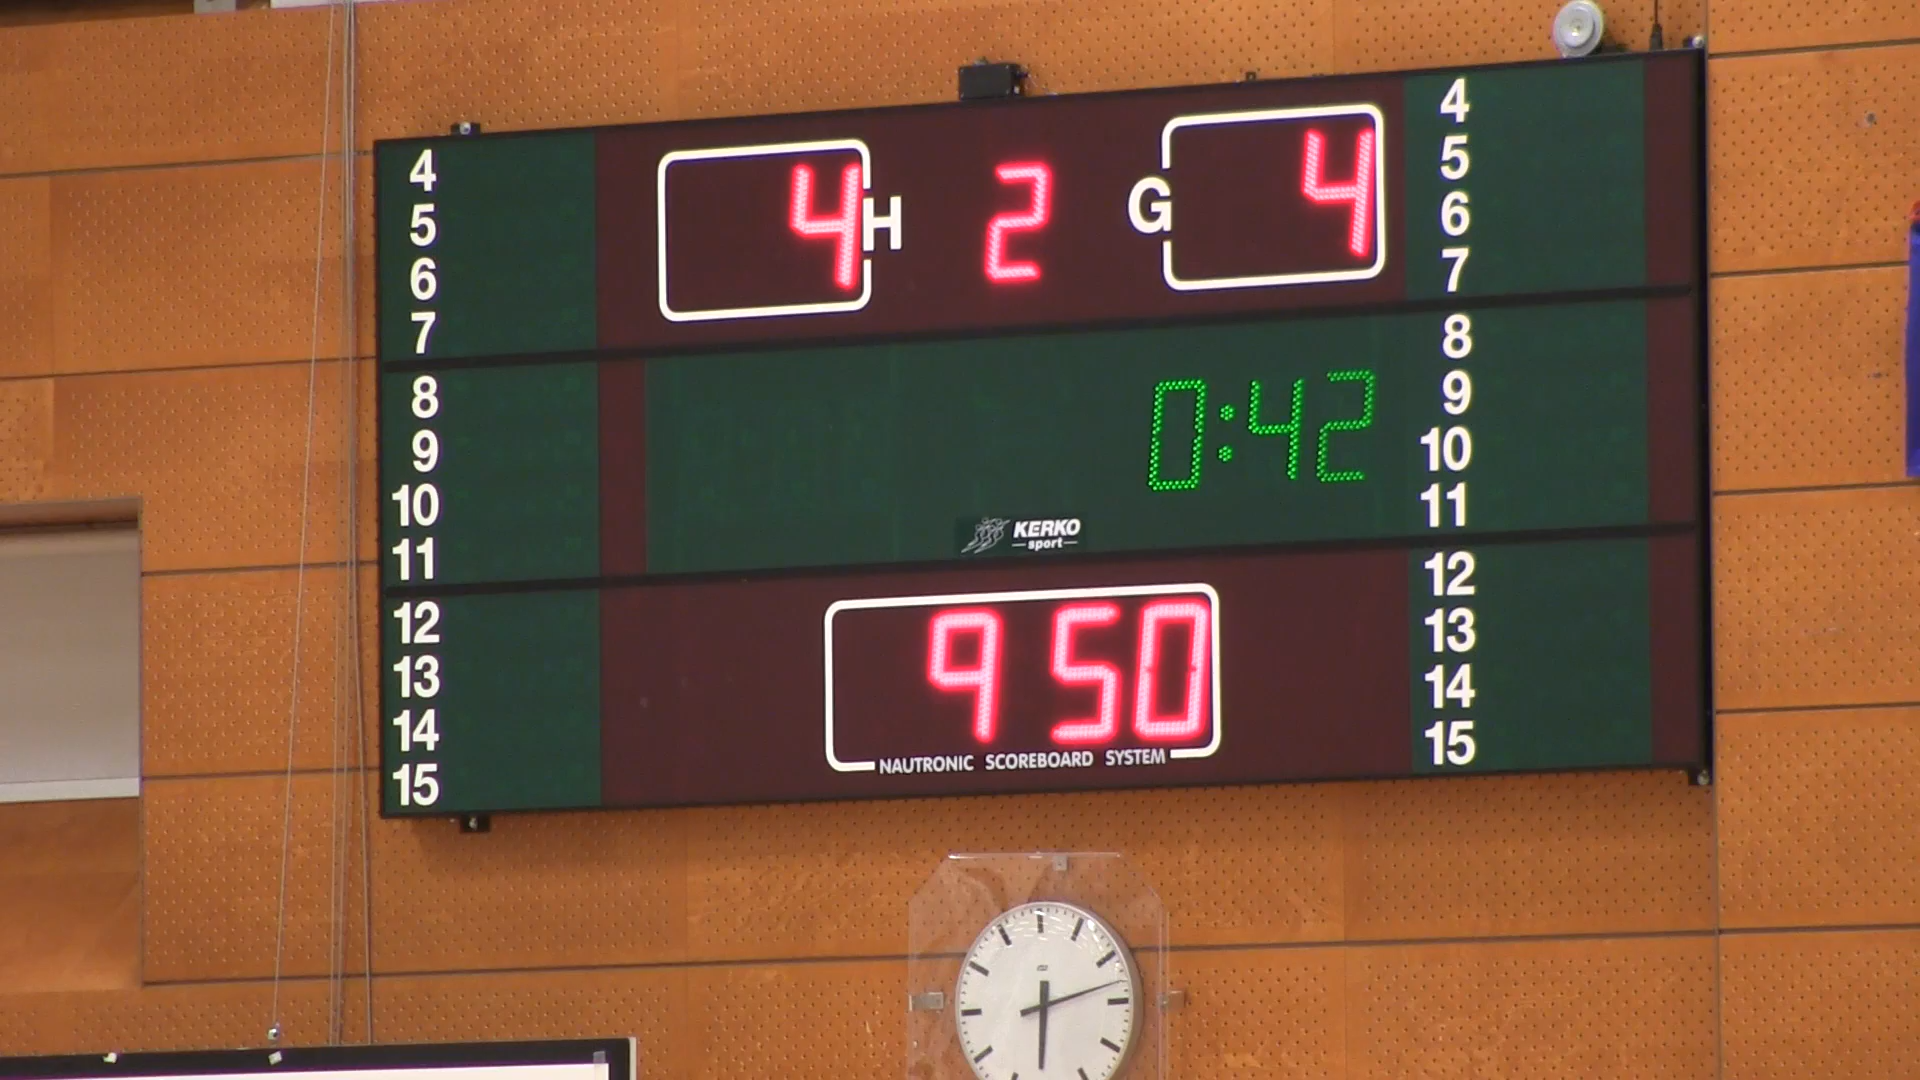 4 4 H 2 G 4 4
5 5
6 6
7 7
8 8
9 0:42 9
10 10
11 KERKO 11
sport
12 12
13 9 50 13
14 14
15 NAUTRONIC SCOREBOARD SYSTEM 15